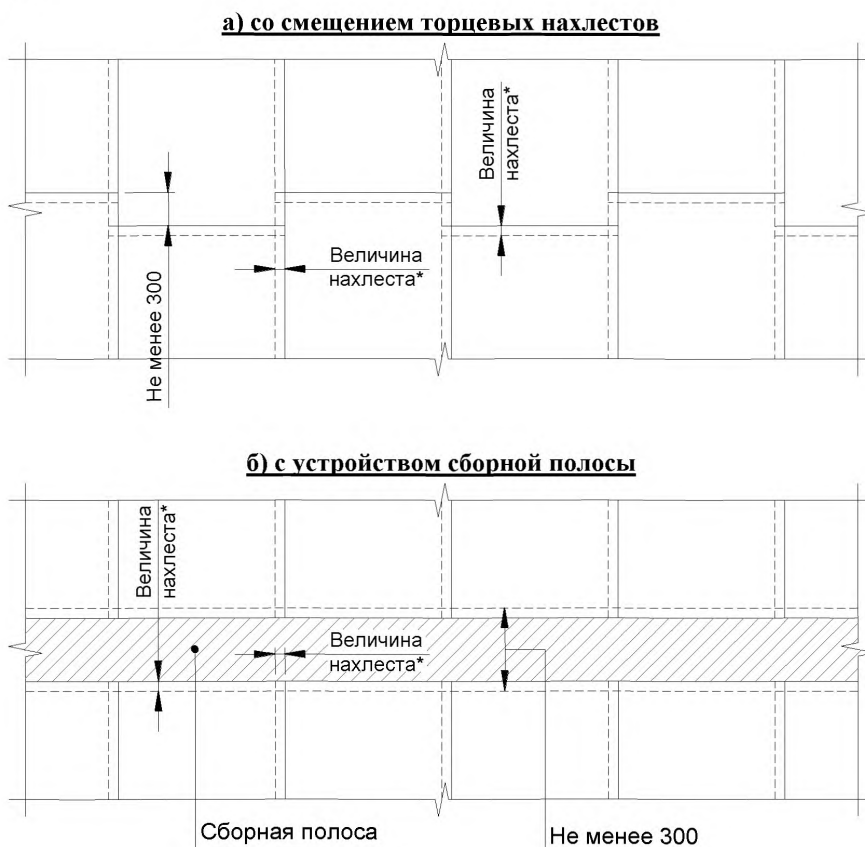 а) со смещением торцевых нахлестов
Величина
нахлеста*
Не менее 300
Величина
нахлеста*
б) с устройством сборной полосы
Величина
нахлеста*
Величина
нахлеста*
Сборная полоса
Не менее 300